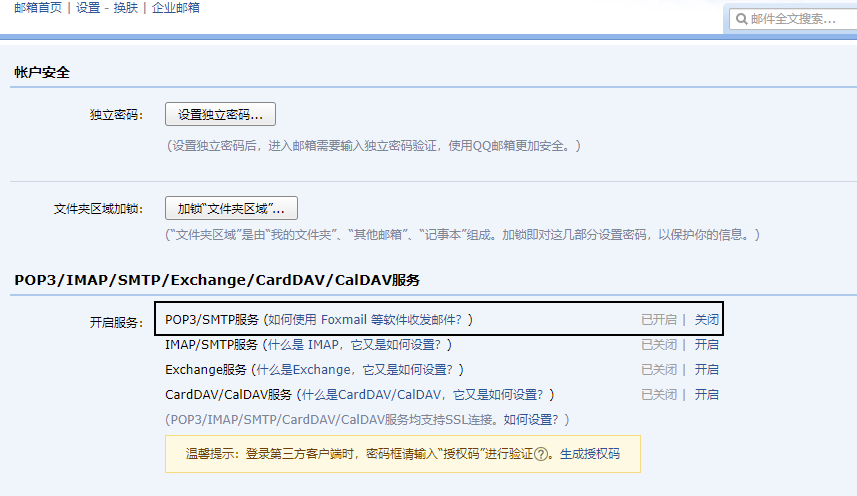 邮箱首页 | 设置 - 换肤 | 企业邮箱
邮件全文搜索...
帐户安全
独立密码： 设置独立密码...
(设置独立密码后，进入邮箱需要输入独立密码验证，使用QQ邮箱更加安全。)
文件夹区域加锁： 加锁“文件夹区域”...
(“文件夹区域”是由“我的文件夹”、“其他邮箱”、“记事本”组成。加锁即对这几部分设置密码，以保护你的信息。)
POP3/IMAP/SMTP/Exchange/CardDAV/CalDAV服务
开启服务： POP3/SMTP服务 (如何使用 Foxmail 等软件收发邮件？) 已开启 | 关闭
IMAP/SMTP服务 (什么是 IMAP，它又是如何设置？) 已关闭 | 开启
Exchange服务 (什么是Exchange，它又是如何设置？) 已关闭 | 开启
CardDAV/CalDAV服务 (什么是CardDAV/CalDAV，它又是如何设置？) 已关闭 | 开启
(POP3/IMAP/SMTP/CardDAV/CalDAV服务均支持SSL连接。如何设置？)
温馨提示：登录第三方客户端时，密码框请输入“授权码”进行验证?。生成授权码